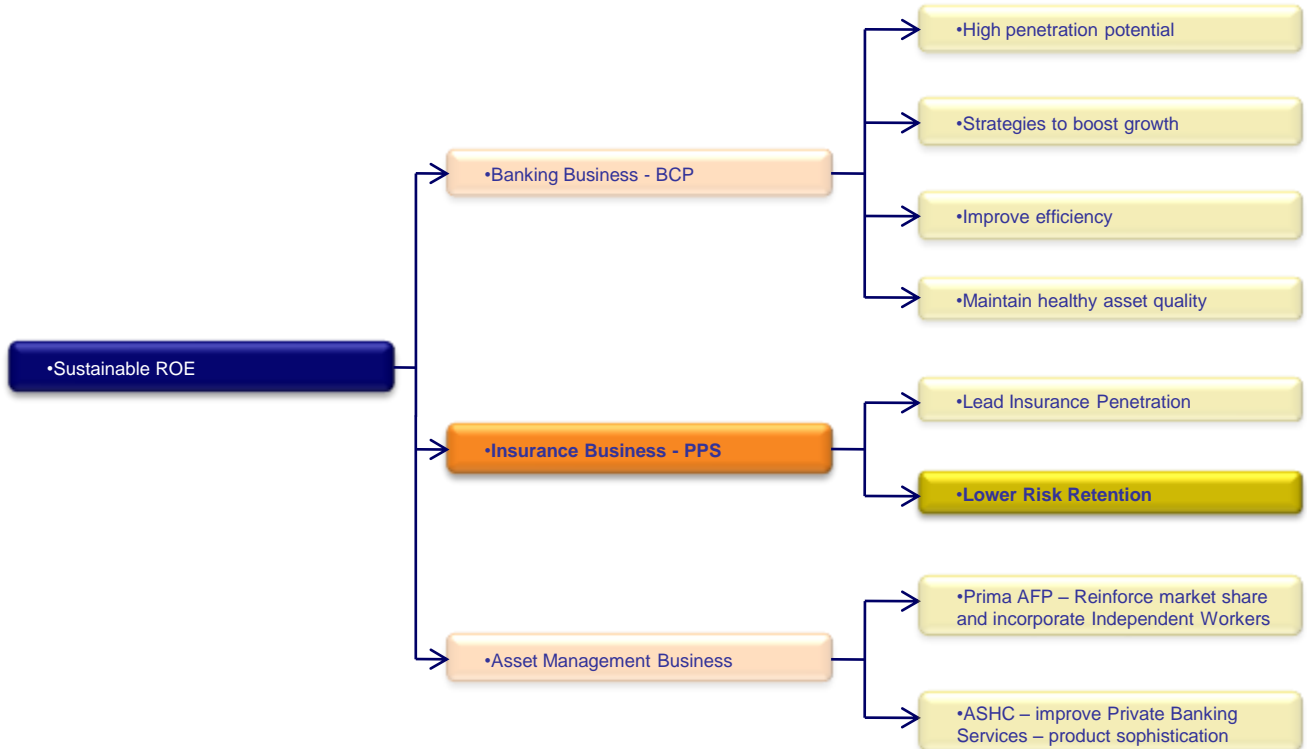 •Sustainable ROE
•Banking Business - BCP
•High penetration potential
•Strategies to boost growth
•Improve efficiency
•Maintain healthy asset quality
•Insurance Business - PPS
•Lead Insurance Penetration
•Lower Risk Retention
•Asset Management Business
•Prima AFP – Reinforce market share
and incorporate Independent Workers
•ASHC – improve Private Banking
Services – product sophistication